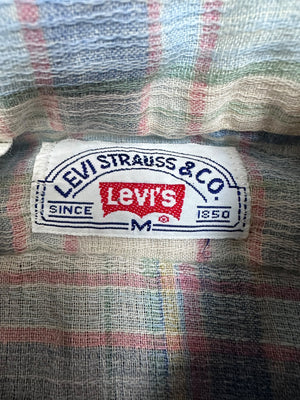 LEVI STRAUSS & CO.
Levi's
SINCE 1850
M ®